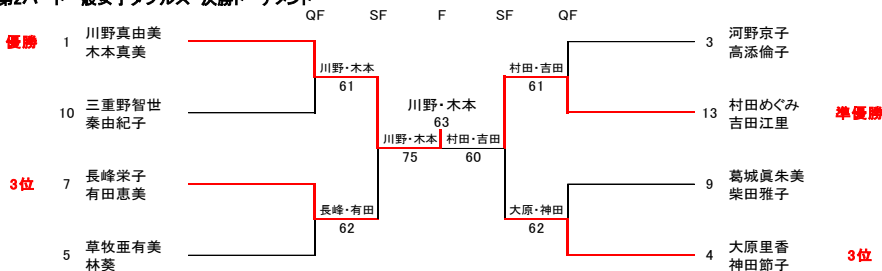 QF SF F SF QF
優勝 1 川野真由美
木本真美
10 三重野智世
秦由紀子
3位 7 長峰栄子
有田恵美
5 草牧亜有美
林葵
川野・木本
61
長峰・有田
62
川野・木本
75
川野・木本
63
村田・吉田
60
村田・吉田
61
大原・神田
62
3 河野京子
高添倫子
13 村田めぐみ 準優勝
吉田江里
9 葛城眞朱美
柴田雅子
4 大原里香
神田節子 3位